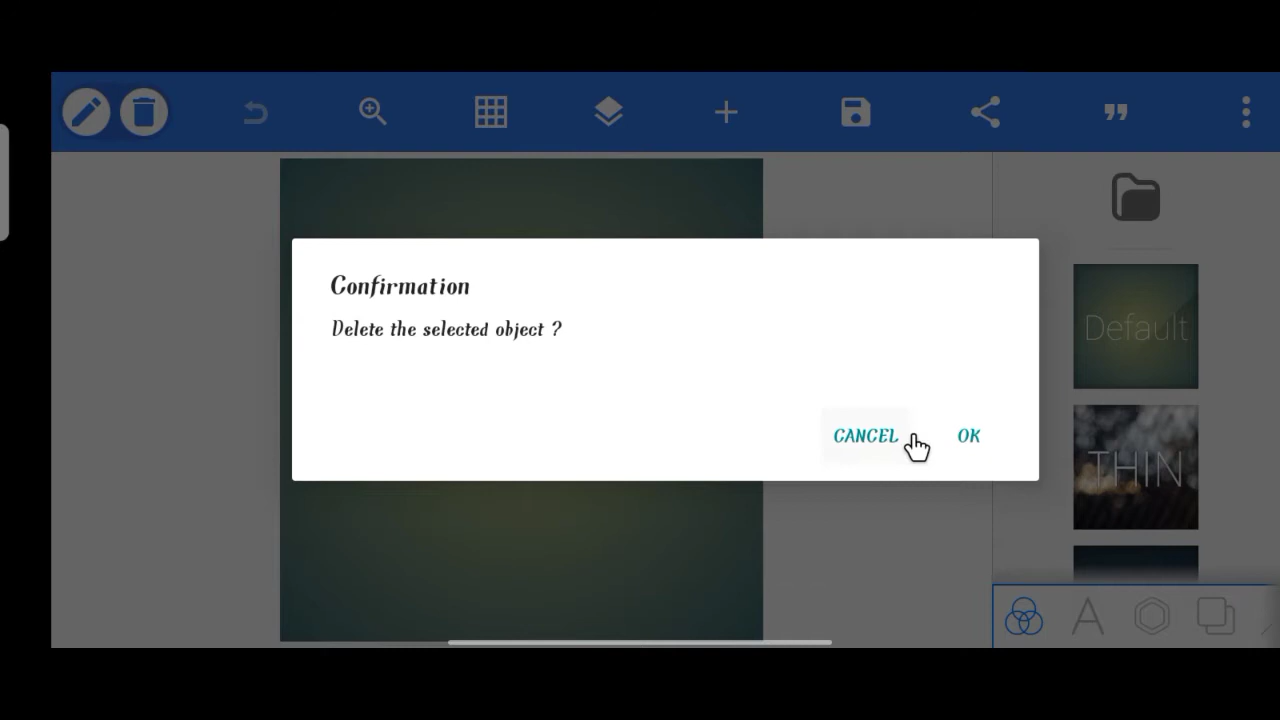 Confirmation
Delete the selected object ?
CANCEL OK
Default
THIN